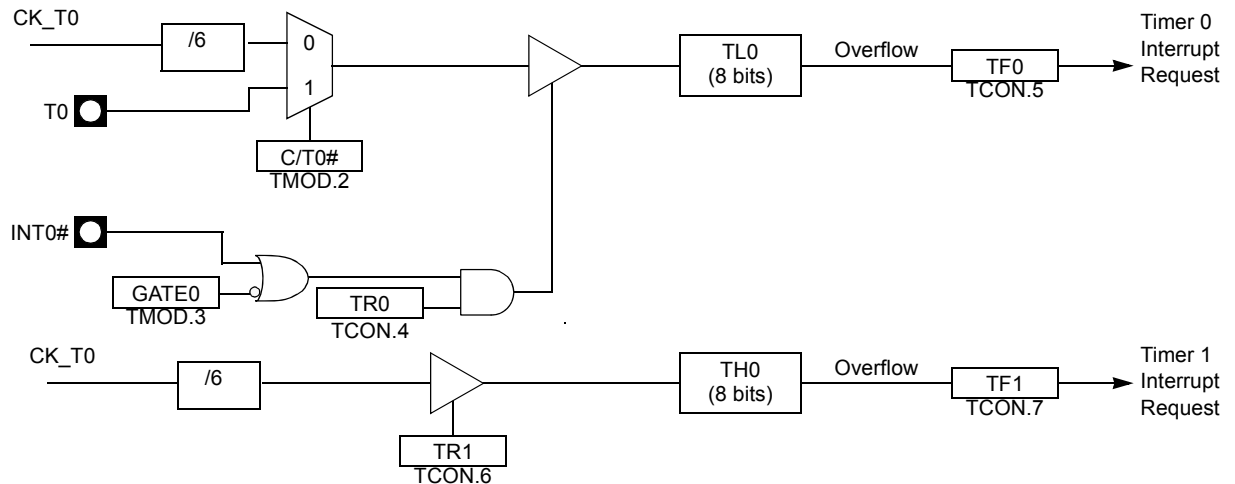 CK_T0
/6
0
1
T0
C/T0#
TMOD.2
TL0
(8 bits)
Overflow
TF0
TCON.5
Timer 0
Interrupt
Request
INT0#
GATE0
TMOD.3
TR0
TCON.4
CK_T0
/6
TR1
TCON.6
TH0
(8 bits)
Overflow
TF1
TCON.7
Timer 1
Interrupt
Request